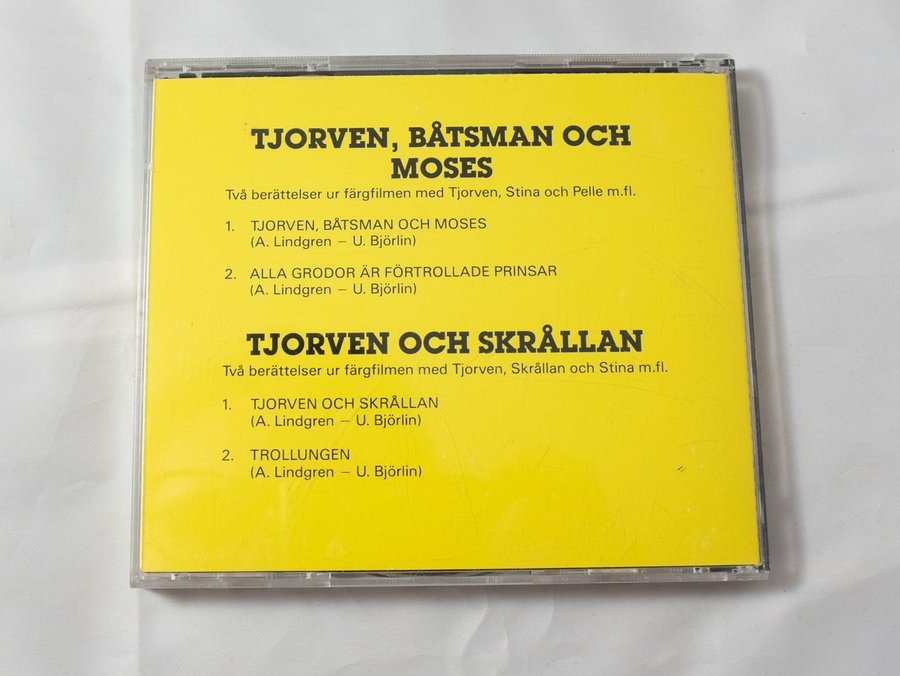 TJORVEN, BÅTSMAN OCH
MOSES
Två berättelser ur färgfilmen med Tjorven, Stina och Pelle m.fl.
1. TJORVEN, BÅTSMAN OCH MOSES
(A. Lindgren – U. Björlin)
2. ALLA GRODOR ÄR FÖRTROLLADE PRINSAR
(A. Lindgren – U. Björlin)
TJORVEN OCH SKRÅLLAN
Två berättelser ur färgfilmen med Tjorven, Skrållan och Stina m.fl.
1. TJORVEN OCH SKRÅLLAN
(A. Lindgren – U. Björlin)
2. TROLLUNGEN
(A. Lindgren – U. Björlin)